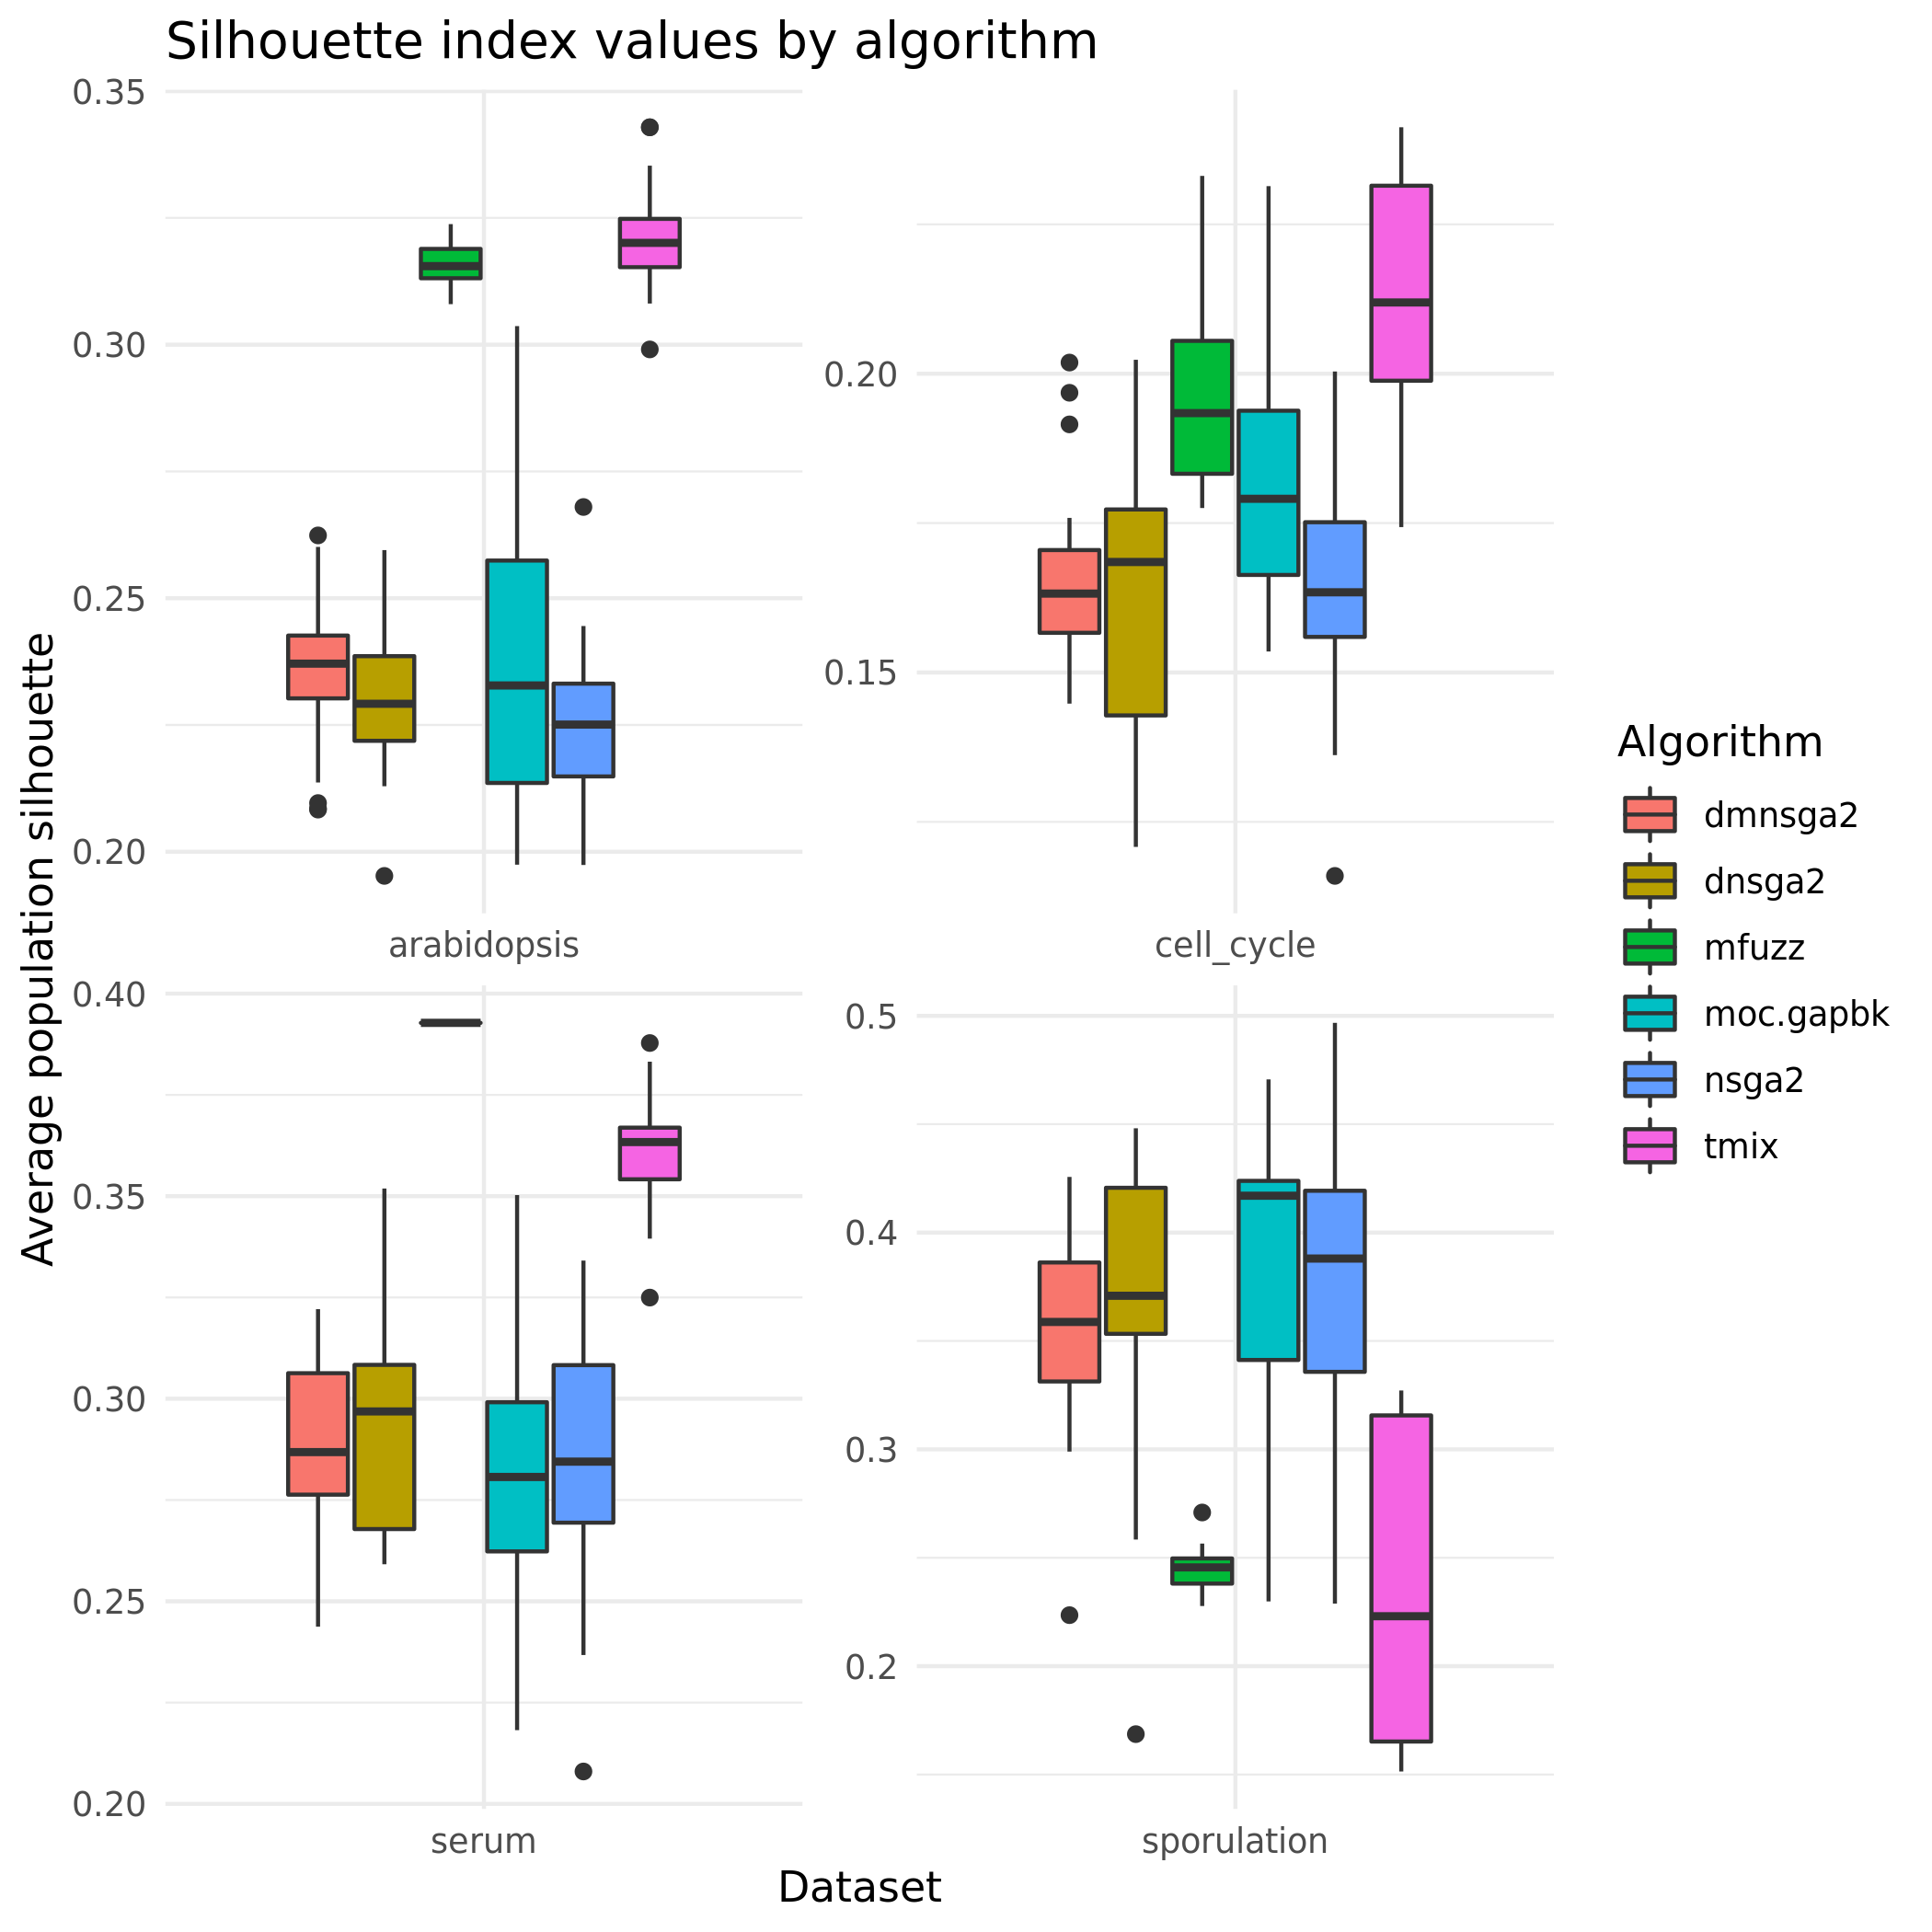 Silhouette index values by algorithm
Average population silhouette
0.35
0.30
0.25
0.20
arabidopsis
0.20
0.15
cell_cycle
0.40
0.35
0.30
0.25
0.20
serum
0.5
0.4
0.3
0.2
sporulation
Dataset
Algorithm
dmnsga2
dnsga2
mfuzz
moc.gapbk
nsga2
tmix